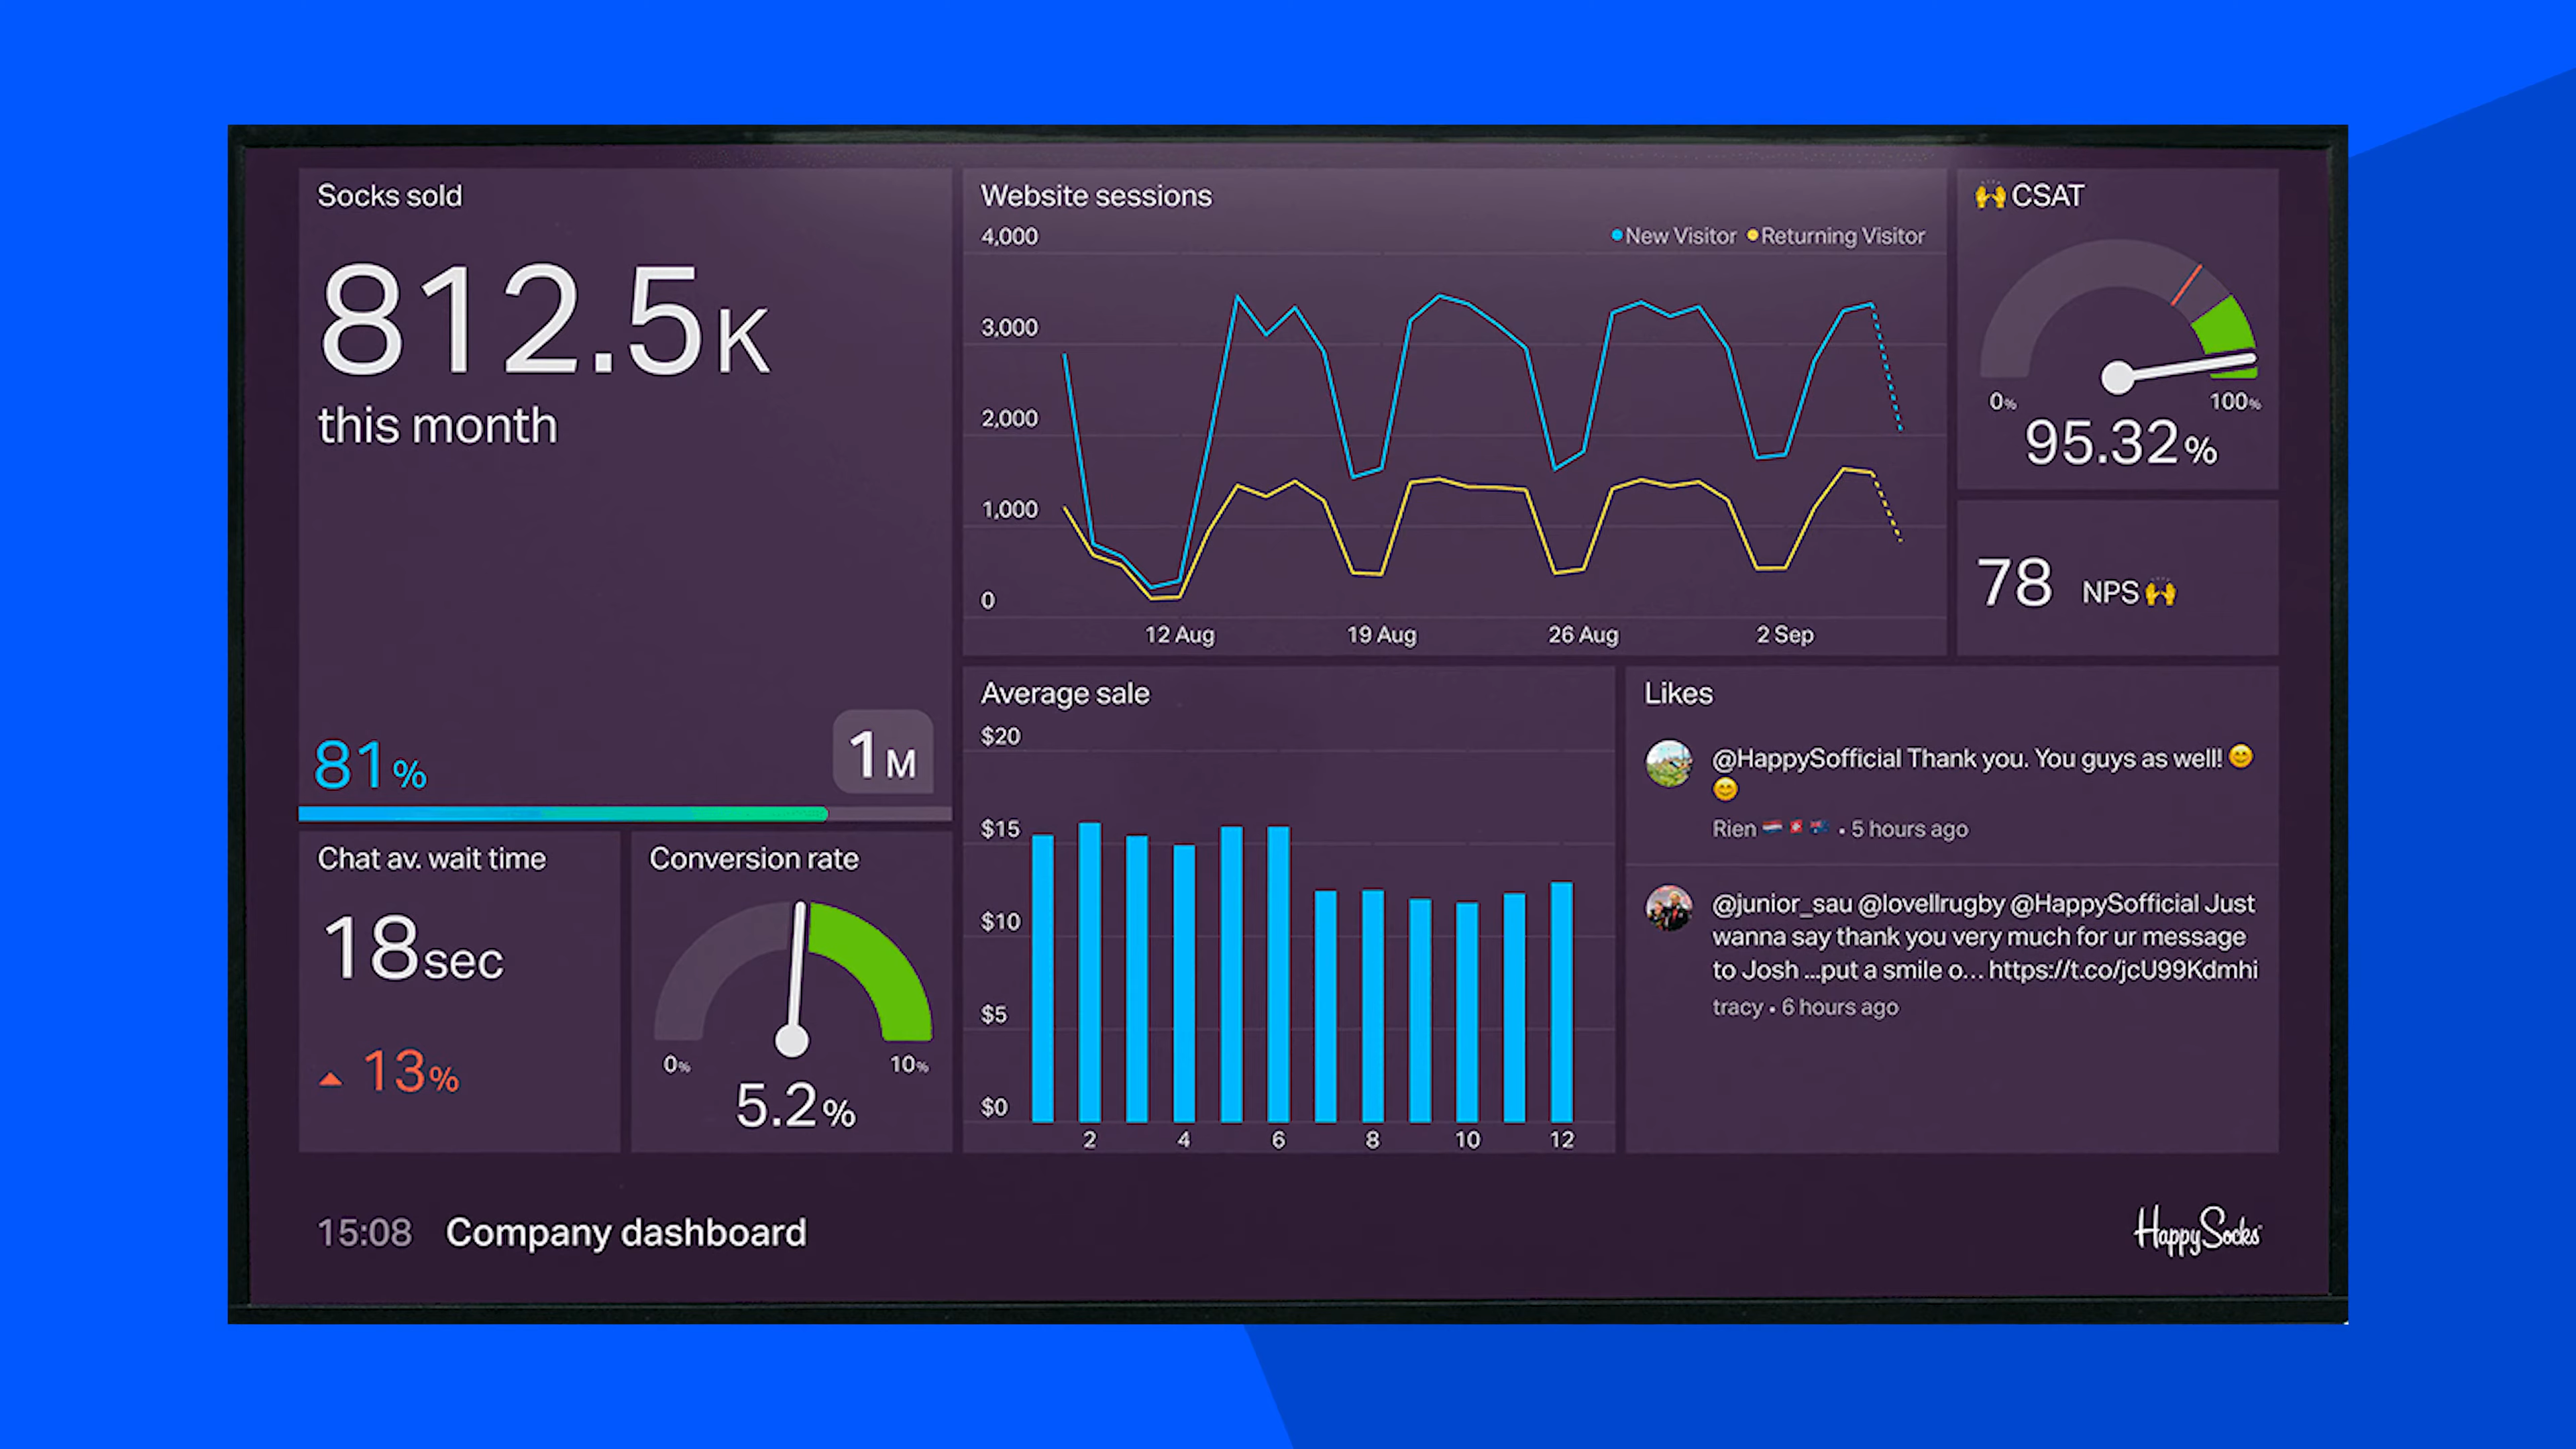 Socks sold
812.5K
this month
81%
1M
Chat av. wait time
18sec
13%
Conversion rate
0%
10%
5.2%
Website sessions
New Visitor
Returning Visitor
4,000
3,000
2,000
1,000
0
12 Aug
19 Aug
26 Aug
2 Sep
Average sale
$20
$15
$10
$5
$0
2
4
6
8
10
12
🙌 CSAT
0%
100%
95.32%
78 NPS 🙌
Likes
@HappySofficial Thank you. You guys as well! 😊
😊
Rien • 5 hours ago
@junior_sau @lovellrugby @HappySofficial Just
wanna say thank you very much for ur message
to Josh ...put a smile o... https://t.co/jcU99Kdmhi
tracy • 6 hours ago
15:08 Company dashboard
HappySocks